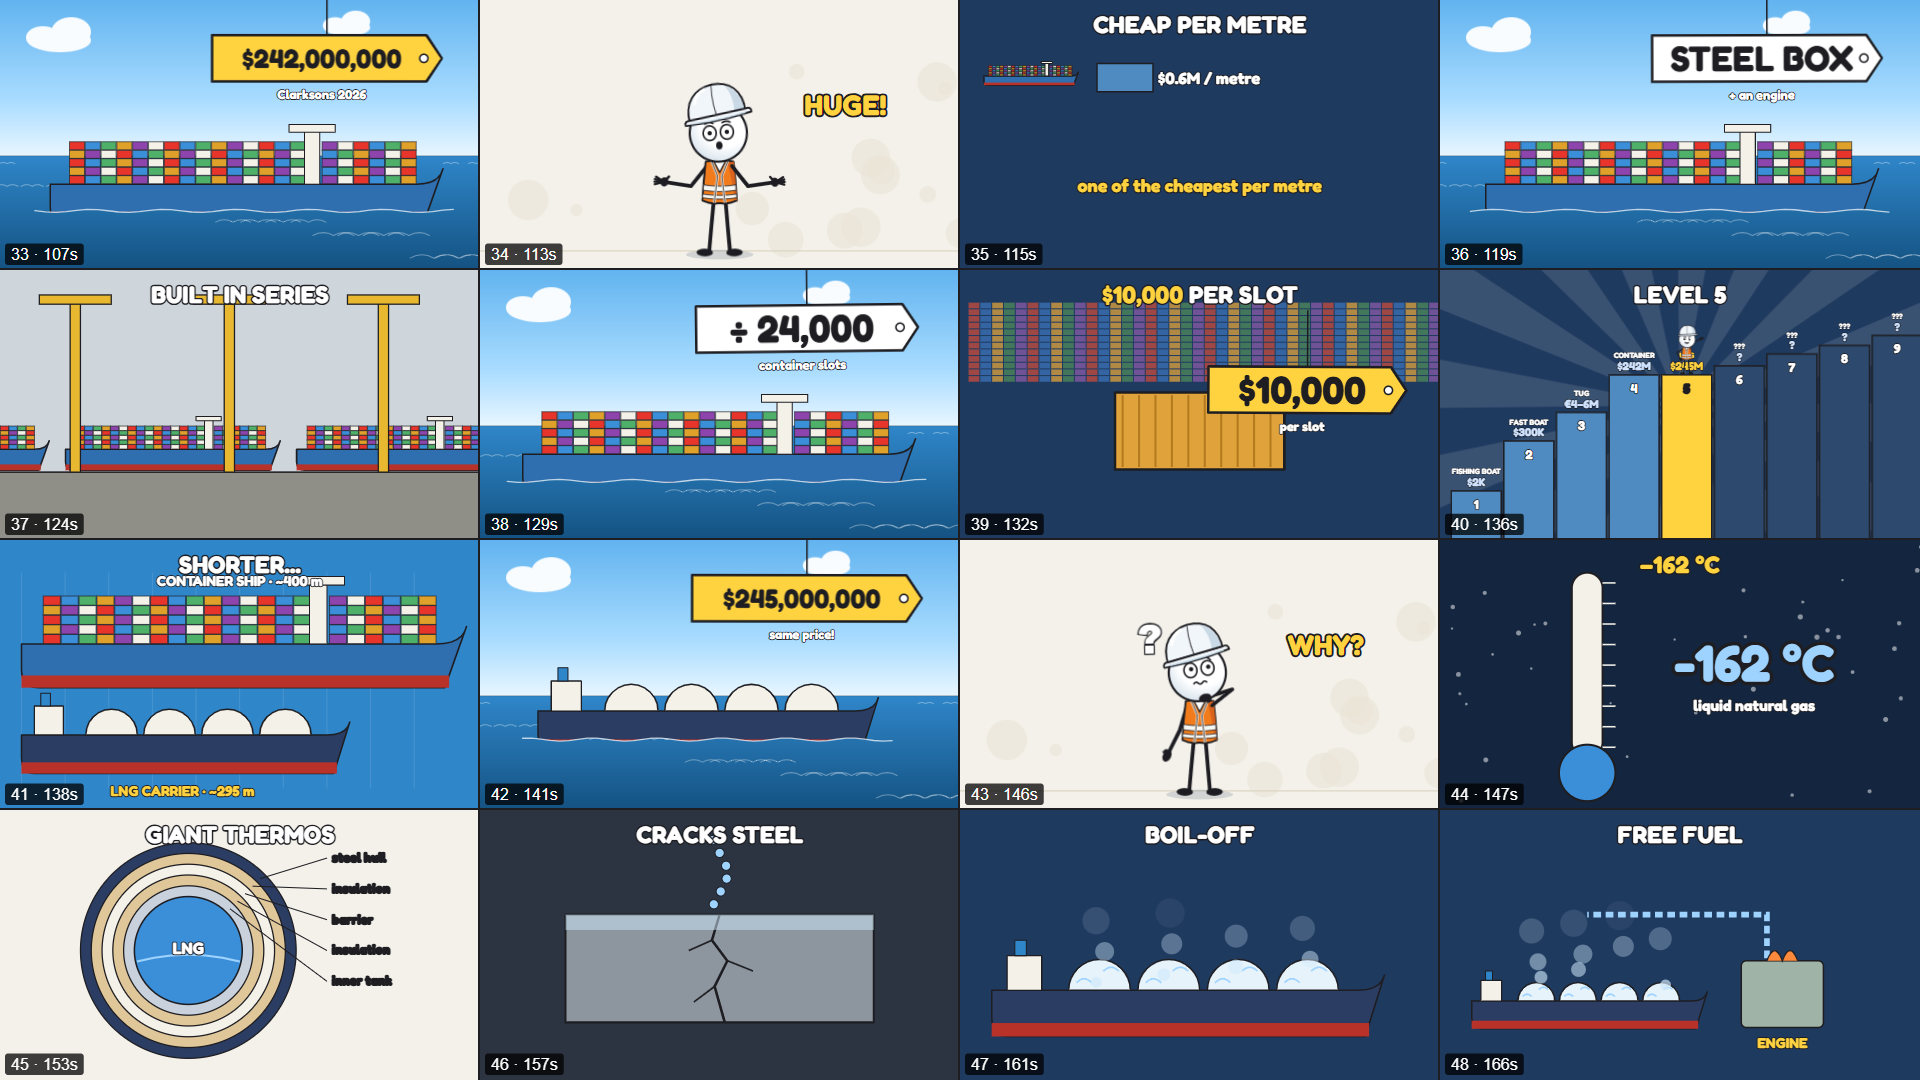 $242,000,000
Clarksons 2026
33 · 107s
HUGE!
34 · 113s
CHEAP PER METRE
$0.6M / metre
one of the cheapest per metre
35 · 115s
STEEL BOX
+ an engine
36 · 119s
BUILT IN SERIES
37 · 124s
÷ 24,000
container slots
38 · 129s
$10,000 PER SLOT
$10,000
per slot
39 · 132s
LEVEL 5
FISHING BOAT
$2K
1
FAST BOAT
$300K
2
TUG
€4–6M
3
CONTAINER
$242M
4
$245M
5
???
?
6
???
?
7
???
?
8
???
?
9
40 · 136s
SHORTER...
CONTAINER SHIP · ~400 m
LNG CARRIER · ~295 m
41 · 138s
$245,000,000
same price!
42 · 141s
?
WHY?
43 · 146s
–162 °C
–162 °C
liquid natural gas
44 · 147s
GIANT THERMOS
steel hull
insulation
barrier
insulation
inner tank
LNG
45 · 153s
CRACKS STEEL
46 · 157s
BOIL-OFF
47 · 161s
FREE FUEL
ENGINE
48 · 166s